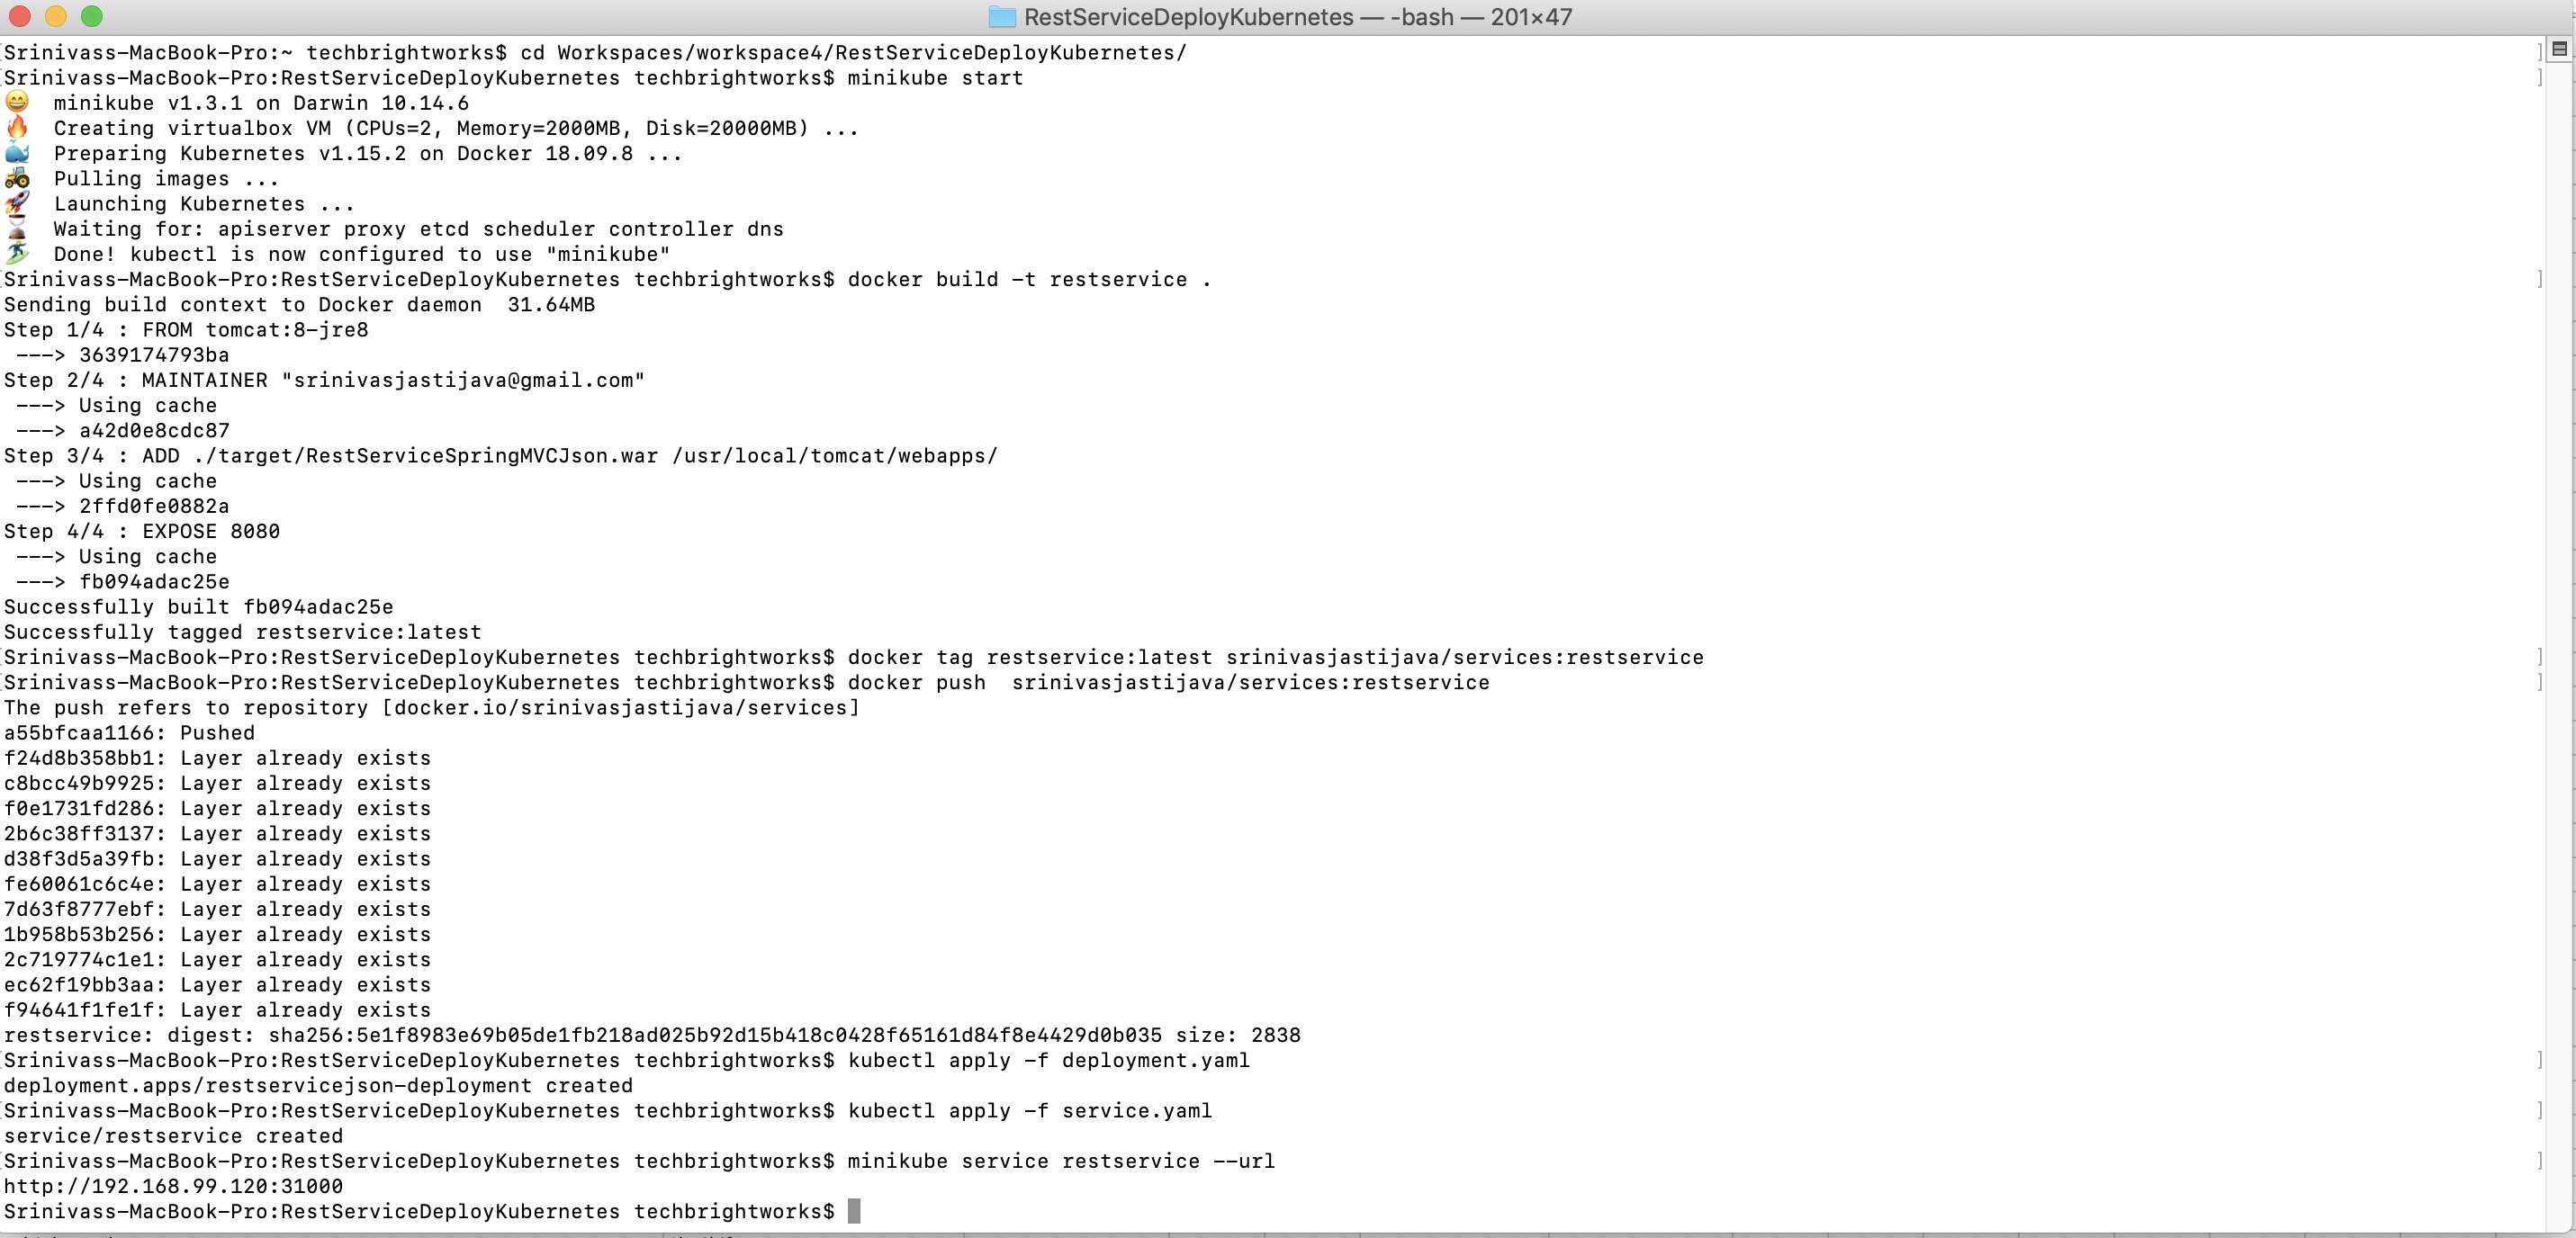 RestServiceDeployKubernetes — -bash — 201×47
Srinivass-MacBook-Pro:~ techbrightworks$ cd Workspaces/workspace4/RestServiceDeployKubernetes/
Srinivass-MacBook-Pro:RestServiceDeployKubernetes techbrightworks$ minikube start
minikube v1.3.1 on Darwin 10.14.6
Creating virtualbox VM (CPUs=2, Memory=2000MB, Disk=20000MB) ...
Preparing Kubernetes v1.15.2 on Docker 18.09.8 ...
Pulling images ...
Launching Kubernetes ...
Waiting for: apiserver proxy etcd scheduler controller dns
Done! kubectl is now configured to use "minikube"
Srinivass-MacBook-Pro:RestServiceDeployKubernetes techbrightworks$ docker build -t restservice .
Sending build context to Docker daemon  31.64MB
Step 1/4 : FROM tomcat:8-jre8
 ---> 3639174793ba
Step 2/4 : MAINTAINER "srinivasjastijava@gmail.com"
 ---> Using cache
 ---> a42d0e8cdc87
Step 3/4 : ADD ./target/RestServiceSpringMVCJson.war /usr/local/tomcat/webapps/
 ---> Using cache
 ---> 2ffd0fe0882a
Step 4/4 : EXPOSE 8080
 ---> Using cache
 ---> fb094adac25e
Successfully built fb094adac25e
Successfully tagged restservice:latest
Srinivass-MacBook-Pro:RestServiceDeployKubernetes techbrightworks$ docker tag restservice:latest srinivasjastijava/services:restservice
Srinivass-MacBook-Pro:RestServiceDeployKubernetes techbrightworks$ docker push  srinivasjastijava/services:restservice
The push refers to repository [docker.io/srinivasjastijava/services]
a55bfcaa1166: Pushed
f24d8b358bb1: Layer already exists
c8bcc49b9925: Layer already exists
f0e1731fd286: Layer already exists
2b6c38ff3137: Layer already exists
d38f3d5a39fb: Layer already exists
fe60061c6c4e: Layer already exists
7d63f8777ebf: Layer already exists
1b958b53b256: Layer already exists
2c719774c1e1: Layer already exists
ec62f19bb3aa: Layer already exists
f94641f1fe1f: Layer already exists
restservice: digest: sha256:5e1f8983e69b05de1fb218ad025b92d15b418c0428f65161d84f8e4429d0b035 size: 2838
Srinivass-MacBook-Pro:RestServiceDeployKubernetes techbrightworks$ kubectl apply -f deployment.yaml
deployment.apps/restservicejson-deployment created
Srinivass-MacBook-Pro:RestServiceDeployKubernetes techbrightworks$ kubectl apply -f service.yaml
service/restservice created
Srinivass-MacBook-Pro:RestServiceDeployKubernetes techbrightworks$ minikube service restservice --url
http://192.168.99.120:31000
Srinivass-MacBook-Pro:RestServiceDeployKubernetes techbrightworks$